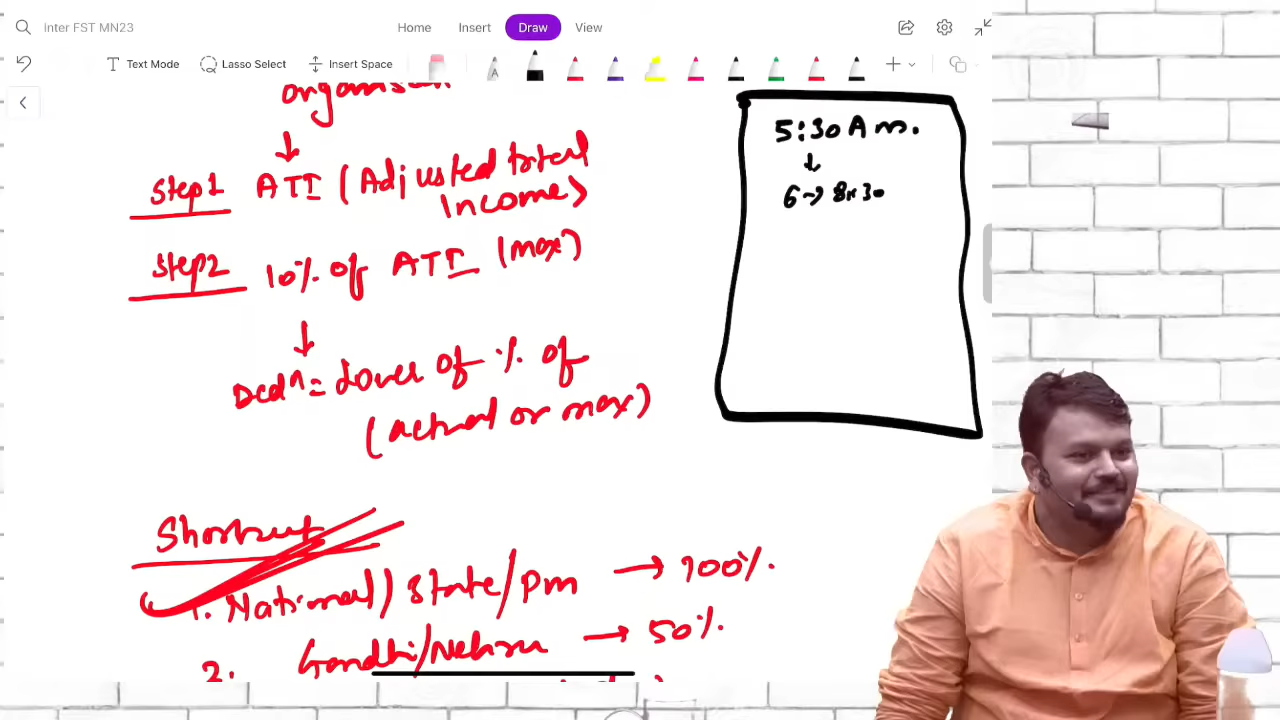 Inter FST MN23
Home Insert Draw View
Text Mode Lasso Select Insert Space
organisan
Step1 ATI (Adjusted total
Income)
Step2 10% of ATI (max)
Dedn = Lower of % of
(actual or max)
Shortcut
1. National/State/Pm → 100%.
2. Gandhi/Nehru → 50%.
5:30 A m.
6 → 8:30